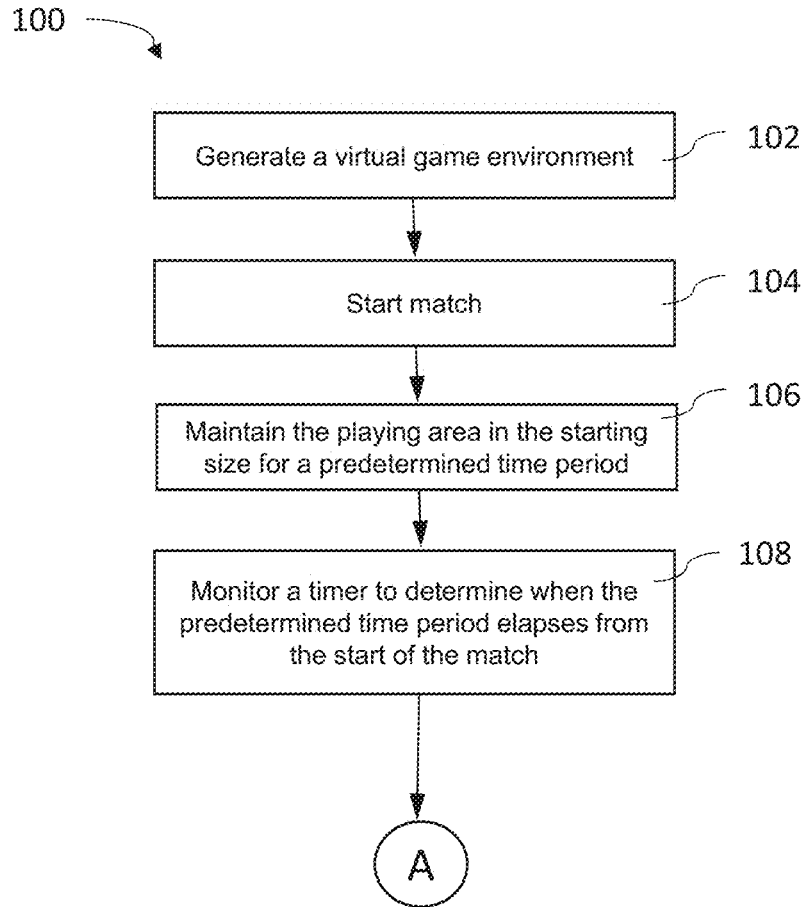 100
Generate a virtual game environment
102
Start match
104
106
Maintain the playing area in the starting
size for a predetermined time period
108
Monitor a timer to determine when the
predetermined time period elapses from
the start of the match
A